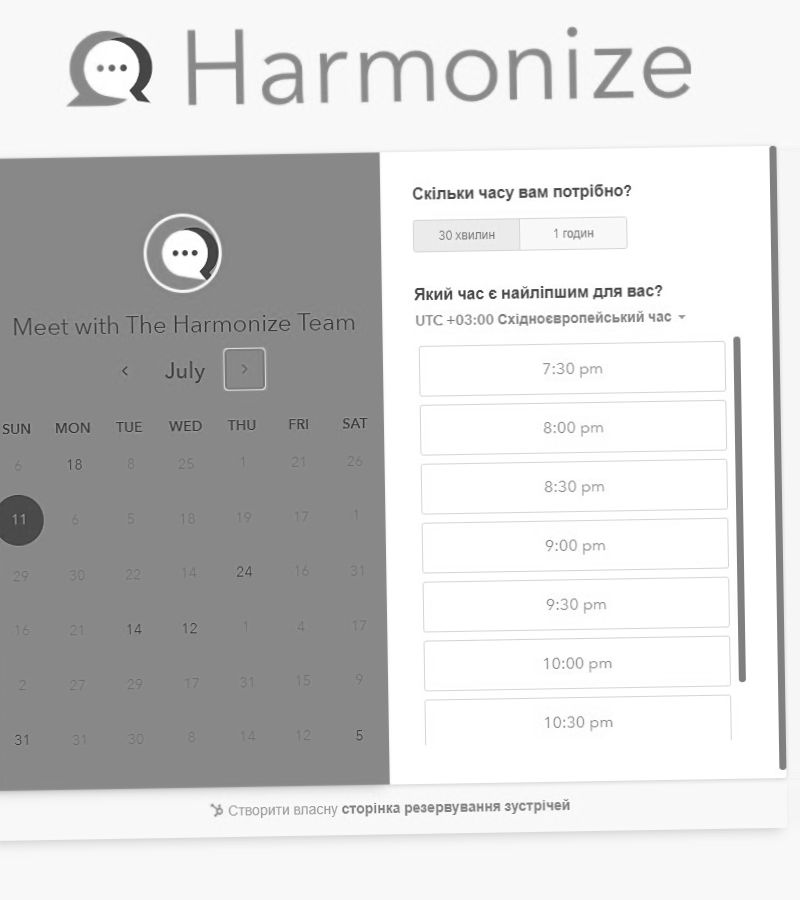 Harmonize
Meet with The Harmonize Team
July
SUN MON TUE WED THU FRI SAT
6 18 8 25 1 21 26
11 6 5 18 19 17 1
29 30 22 14 24 16 31
16 21 14 12 1 4 17
2 27 29 17 31 15 9
31 31 30 8 14 12 5
Скільки часу вам потрібно?
30 хвилин 1 годин
Який час є найліпшим для вас?
UTC +03:00 Східноєвропейський час
7:30 pm
8:00 pm
8:30 pm
9:00 pm
9:30 pm
10:00 pm
10:30 pm
Створити власну сторінка резервування зустрічей